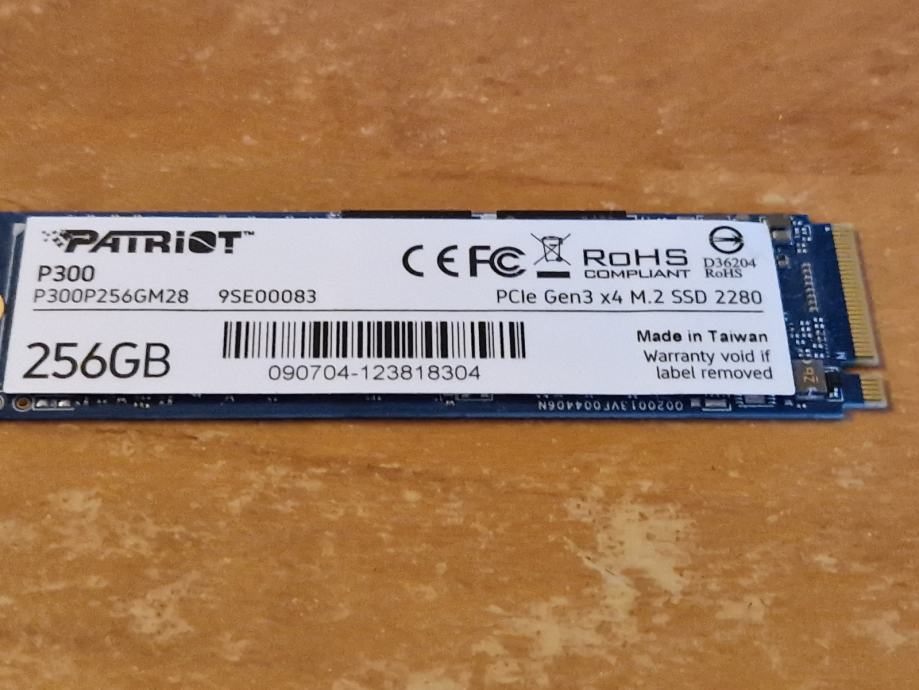 PATRIOT™
P300
P300P256GM28 9SE00083
256GB
090704-123818304
CE FC
RoHS
COMPLIANT
D36204
RoHS
PCIe Gen3 x4 M.2 SSD 2280
Made in Taiwan
Warranty void if
label removed